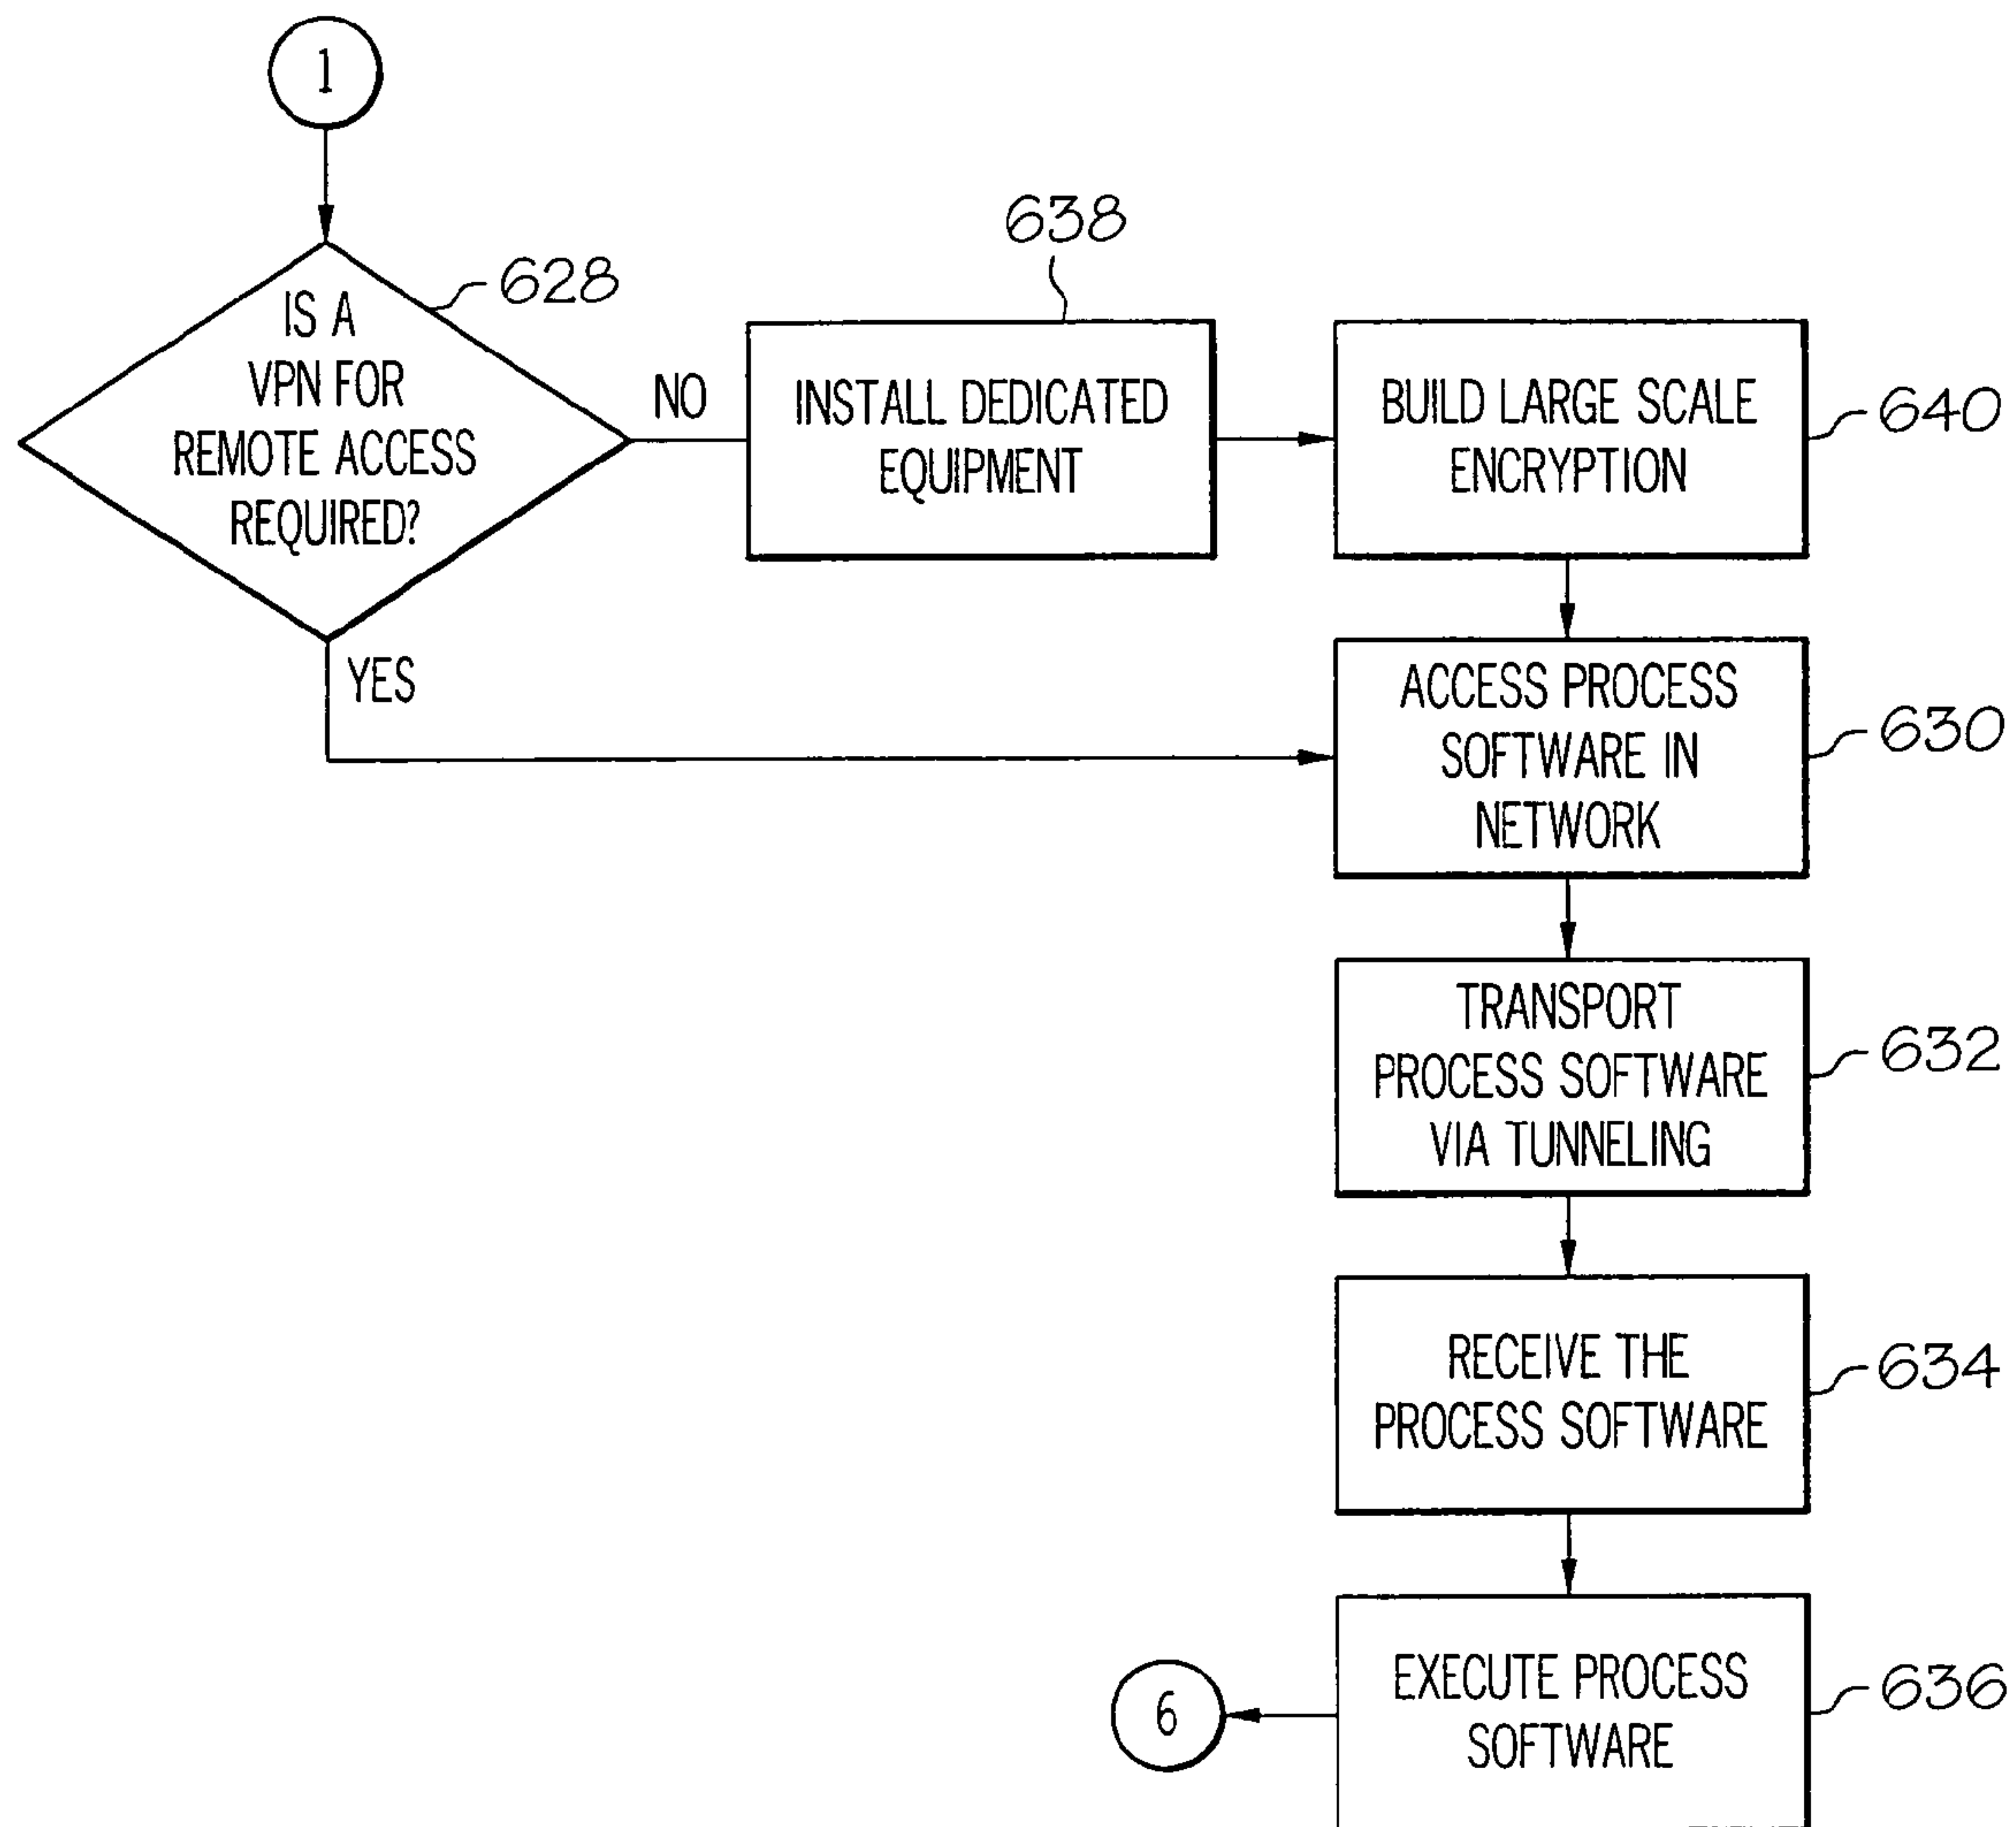 1
IS A
VPN FOR
REMOTE ACCESS
REQUIRED?
628
NO
YES
638
INSTALL DEDICATED
EQUIPMENT
BUILD LARGE SCALE
ENCRYPTION
640
ACCESS PROCESS
SOFTWARE IN
NETWORK
630
TRANSPORT
PROCESS SOFTWARE
VIA TUNNELING
632
RECEIVE THE
PROCESS SOFTWARE
634
EXECUTE PROCESS
SOFTWARE
636
6